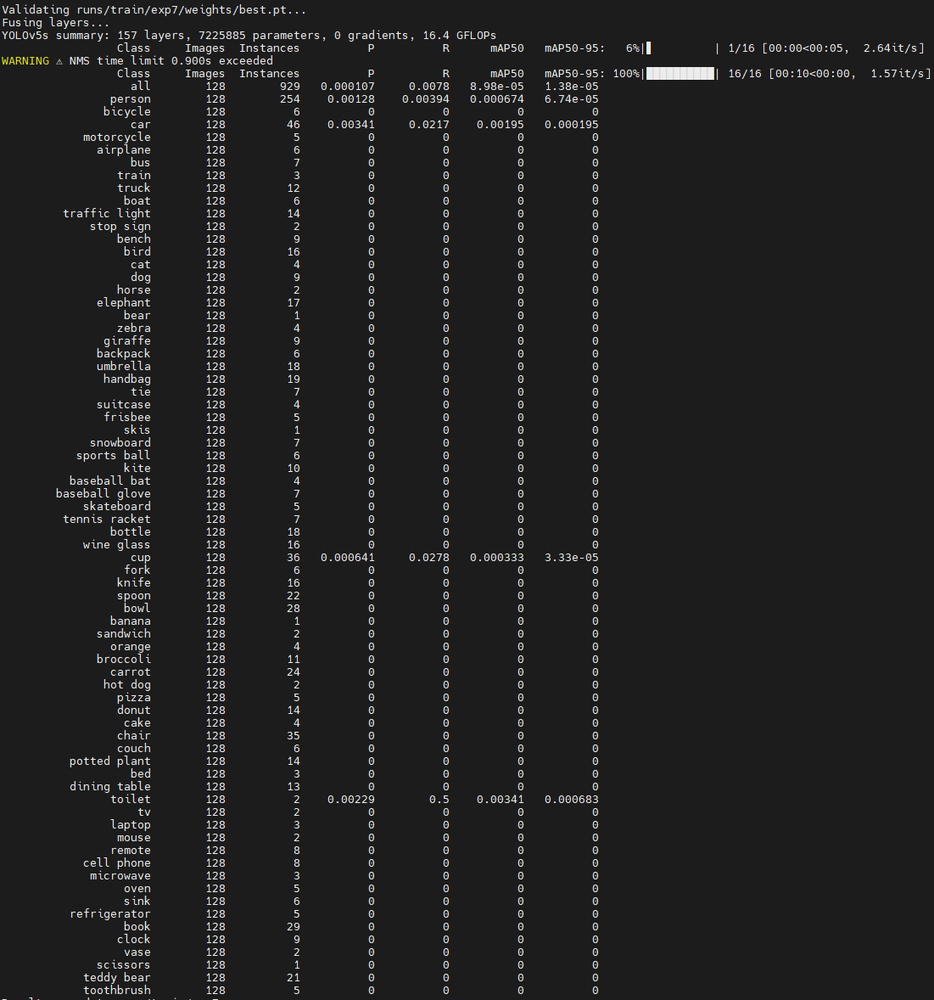 Validating runs/train/exp7/weights/best.pt...
Fusing layers...
YOLOv5s summary: 157 layers, 7225885 parameters, 0 gradients, 16.4 GFLOPs
Class Images Instances P R mAP50 mAP50-95: 6%|▌ | 1/16 [00:00<00:05, 2.64it/s]
WARNING ⚠ NMS time limit 0.900s exceeded
Class Images Instances P R mAP50 mAP50-95: 100%|██████████| 16/16 [00:10<00:00, 1.57it/s]
all 128 929 0.000107 0.0078 8.98e-05 1.38e-05
person 128 254 0.00128 0.00394 0.000674 6.74e-05
bicycle 128 6 0 0 0 0
car 128 46 0.00341 0.0217 0.00195 0.000195
motorcycle 128 5 0 0 0 0
airplane 128 6 0 0 0 0
bus 128 7 0 0 0 0
train 128 3 0 0 0 0
truck 128 12 0 0 0 0
boat 128 6 0 0 0 0
traffic light 128 14 0 0 0 0
stop sign 128 2 0 0 0 0
bench 128 9 0 0 0 0
bird 128 16 0 0 0 0
cat 128 4 0 0 0 0
dog 128 9 0 0 0 0
horse 128 2 0 0 0 0
elephant 128 17 0 0 0 0
bear 128 1 0 0 0 0
zebra 128 4 0 0 0 0
giraffe 128 9 0 0 0 0
backpack 128 6 0 0 0 0
umbrella 128 18 0 0 0 0
handbag 128 19 0 0 0 0
tie 128 7 0 0 0 0
suitcase 128 4 0 0 0 0
frisbee 128 5 0 0 0 0
skis 128 1 0 0 0 0
snowboard 128 7 0 0 0 0
sports ball 128 6 0 0 0 0
kite 128 10 0 0 0 0
baseball bat 128 4 0 0 0 0
baseball glove 128 7 0 0 0 0
skateboard 128 5 0 0 0 0
tennis racket 128 7 0 0 0 0
bottle 128 18 0 0 0 0
wine glass 128 16 0 0 0 0
cup 128 36 0.000641 0.0278 0.000333 3.33e-05
fork 128 6 0 0 0 0
knife 128 16 0 0 0 0
spoon 128 22 0 0 0 0
bowl 128 28 0 0 0 0
banana 128 1 0 0 0 0
sandwich 128 2 0 0 0 0
orange 128 4 0 0 0 0
broccoli 128 11 0 0 0 0
carrot 128 24 0 0 0 0
hot dog 128 2 0 0 0 0
pizza 128 5 0 0 0 0
donut 128 14 0 0 0 0
cake 128 4 0 0 0 0
chair 128 35 0 0 0 0
couch 128 6 0 0 0 0
potted plant 128 14 0 0 0 0
bed 128 3 0 0 0 0
dining table 128 13 0 0 0 0
toilet 128 2 0.00229 0.5 0.00341 0.000683
tv 128 2 0 0 0 0
laptop 128 3 0 0 0 0
mouse 128 2 0 0 0 0
remote 128 8 0 0 0 0
cell phone 128 8 0 0 0 0
microwave 128 3 0 0 0 0
oven 128 5 0 0 0 0
sink 128 6 0 0 0 0
refrigerator 128 5 0 0 0 0
book 128 29 0 0 0 0
clock 128 9 0 0 0 0
vase 128 2 0 0 0 0
scissors 128 1 0 0 0 0
teddy bear 128 21 0 0 0 0
toothbrush 128 5 0 0 0 0